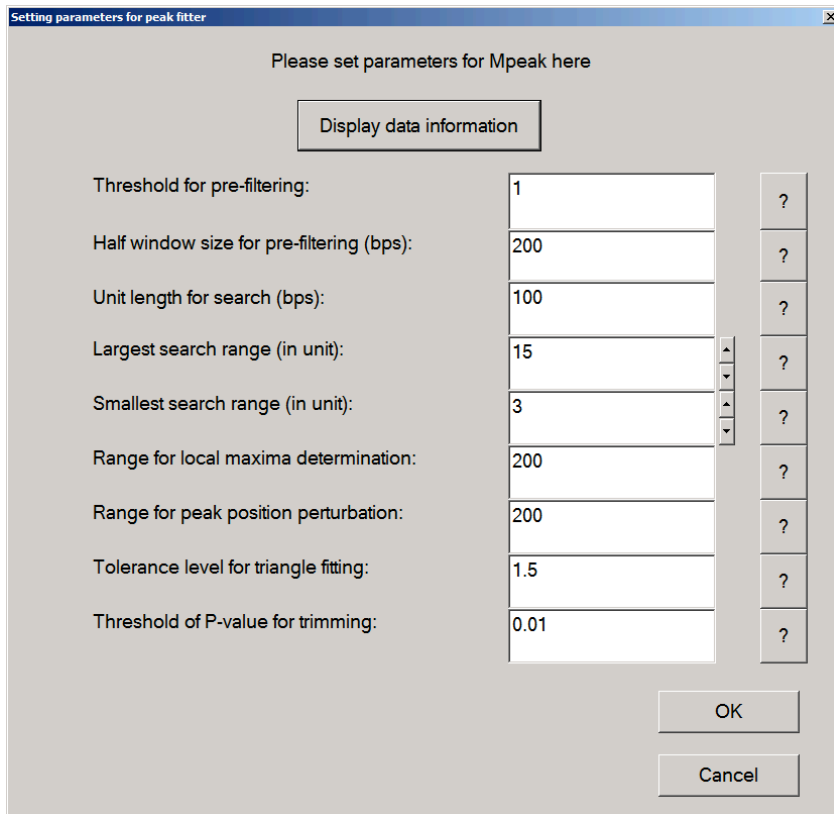 Setting parameters for peak fitter
Please set parameters for Mpeak here
Display data information
Threshold for pre-filtering: 1 ?
Half window size for pre-filtering (bps): 200 ?
Unit length for search (bps): 100 ?
Largest search range (in unit): 15 ?
Smallest search range (in unit): 3 ?
Range for local maxima determination: 200 ?
Range for peak position perturbation: 200 ?
Tolerance level for triangle fitting: 1.5 ?
Threshold of P-value for trimming: 0.01 ?
OK
Cancel